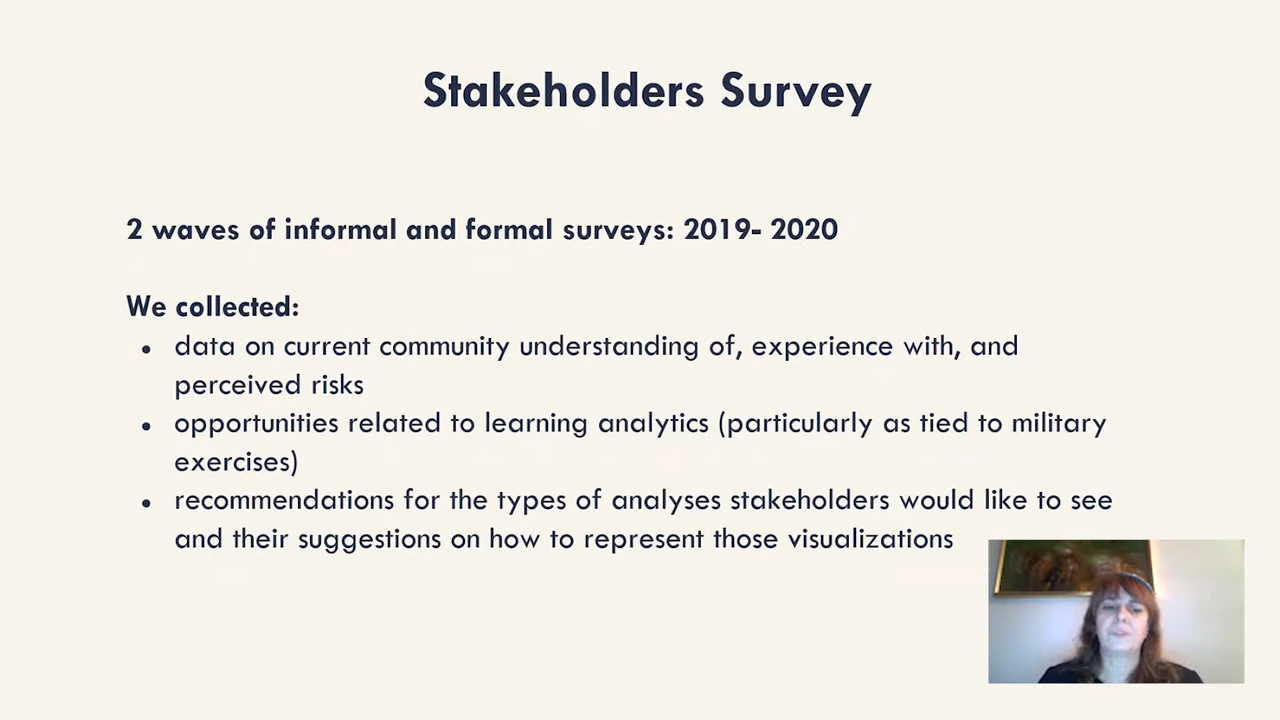 Stakeholders Survey
2 waves of informal and formal surveys: 2019- 2020
We collected:
• data on current community understanding of, experience with, and
perceived risks
• opportunities related to learning analytics (particularly as tied to military
exercises)
• recommendations for the types of analyses stakeholders would like to see
and their suggestions on how to represent those visualizations